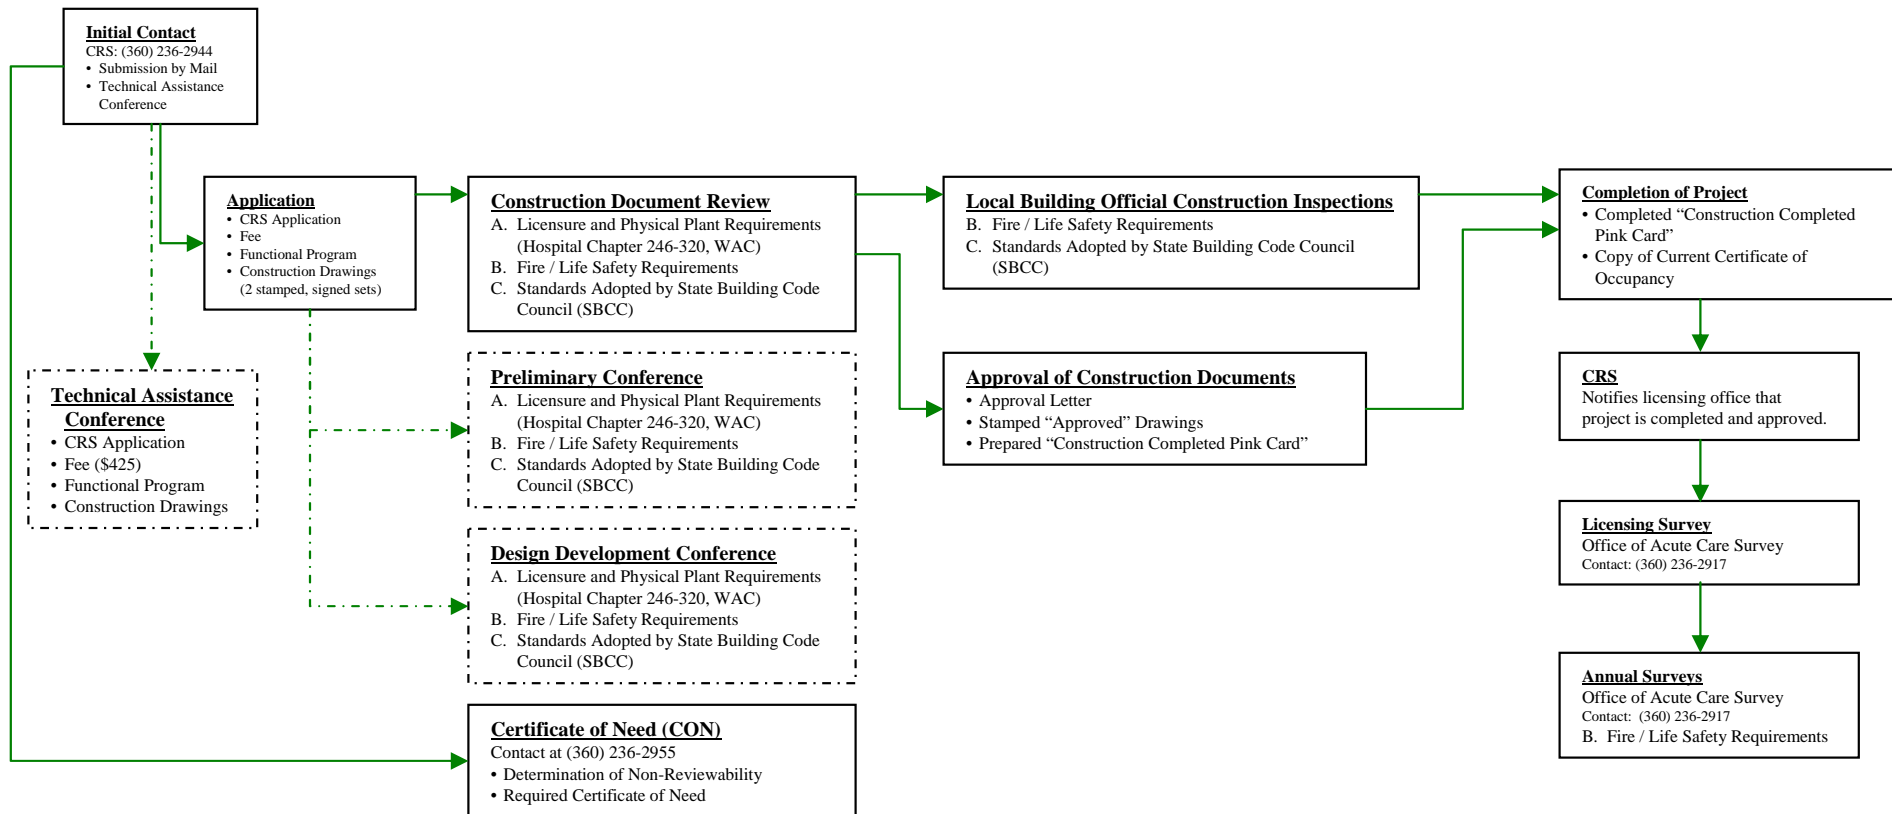 Initial Contact
CRS: (360) 236-2944
• Submission by Mail
• Technical Assistance
Conference
Application
• CRS Application
• Fee
• Functional Program
• Construction Drawings
(2 stamped, signed sets)
Technical Assistance
Conference
• CRS Application
• Fee ($425)
• Functional Program
• Construction Drawings
Construction Document Review
A. Licensure and Physical Plant Requirements
(Hospital Chapter 246-320, WAC)
B. Fire / Life Safety Requirements
C. Standards Adopted by State Building Code
Council (SBCC)
Preliminary Conference
A. Licensure and Physical Plant Requirements
(Hospital Chapter 246-320, WAC)
B. Fire / Life Safety Requirements
C. Standards Adopted by State Building Code
Council (SBCC)
Design Development Conference
A. Licensure and Physical Plant Requirements
(Hospital Chapter 246-320, WAC)
B. Fire / Life Safety Requirements
C. Standards Adopted by State Building Code
Council (SBCC)
Certificate of Need (CON)
Contact at (360) 236-2955
• Determination of Non-Reviewability
• Required Certificate of Need
Local Building Official Construction Inspections
B. Fire / Life Safety Requirements
C. Standards Adopted by State Building Code Council
(SBCC)
Approval of Construction Documents
• Approval Letter
• Stamped “Approved” Drawings
• Prepared “Construction Completed Pink Card”
Completion of Project
• Completed “Construction Completed
Pink Card”
• Copy of Current Certificate of
Occupancy
CRS
Notifies licensing office that
project is completed and approved.
Licensing Survey
Office of Acute Care Survey
Contact: (360) 236-2917
Annual Surveys
Office of Acute Care Survey
Contact: (360) 236-2917
B. Fire / Life Safety Requirements